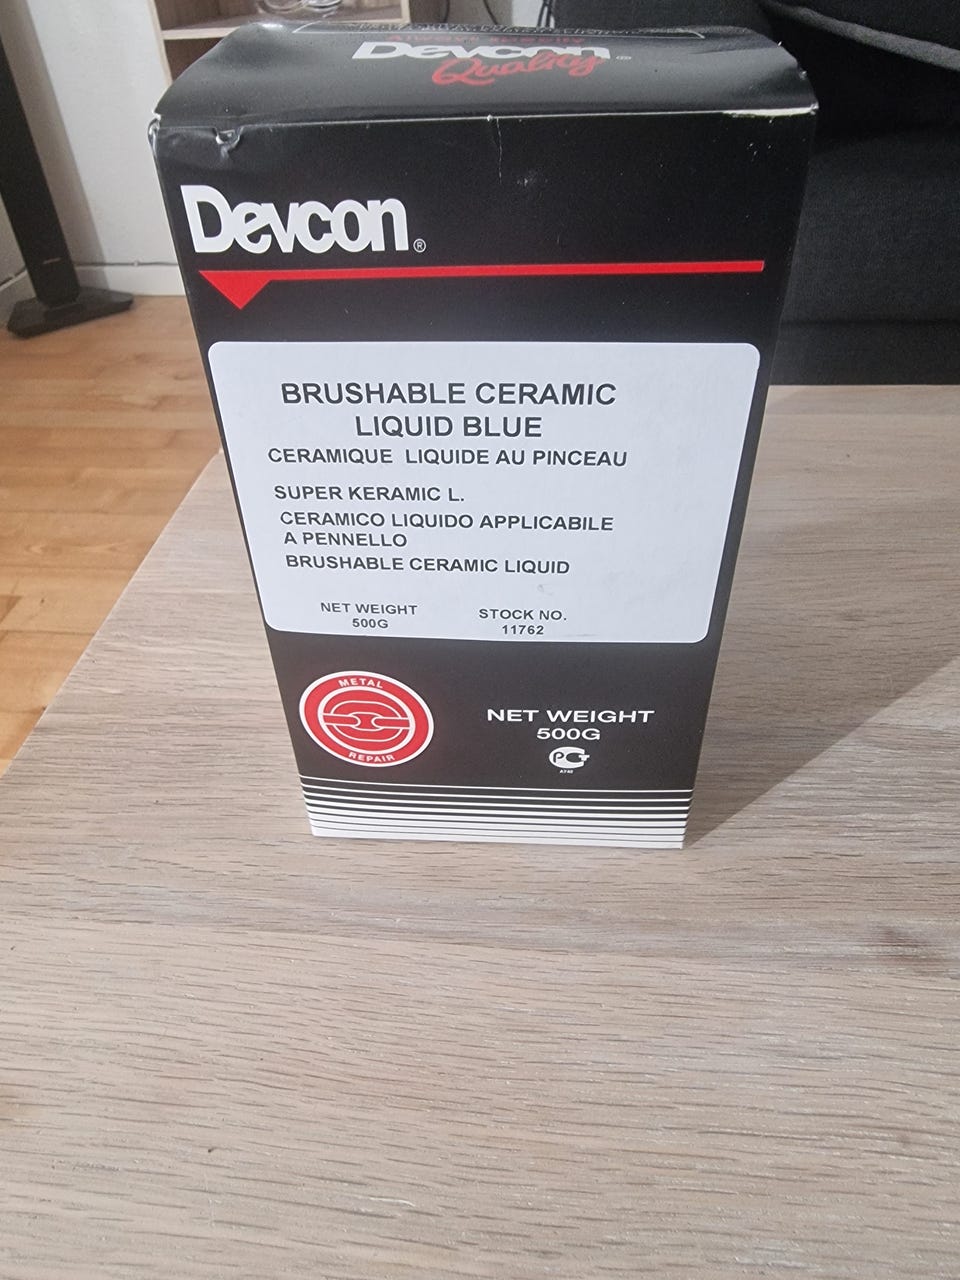 Devcon®
Quality
Devcon®
BRUSHABLE CERAMIC
LIQUID BLUE
CERAMIQUE LIQUIDE AU PINCEAU
SUPER KERAMIC L.
CERAMICO LIQUIDO APPLICABILE
A PENNELLO
BRUSHABLE CERAMIC LIQUID
NET WEIGHT
500G
STOCK NO.
11762
METAL
REPAIR
NET WEIGHT
500G